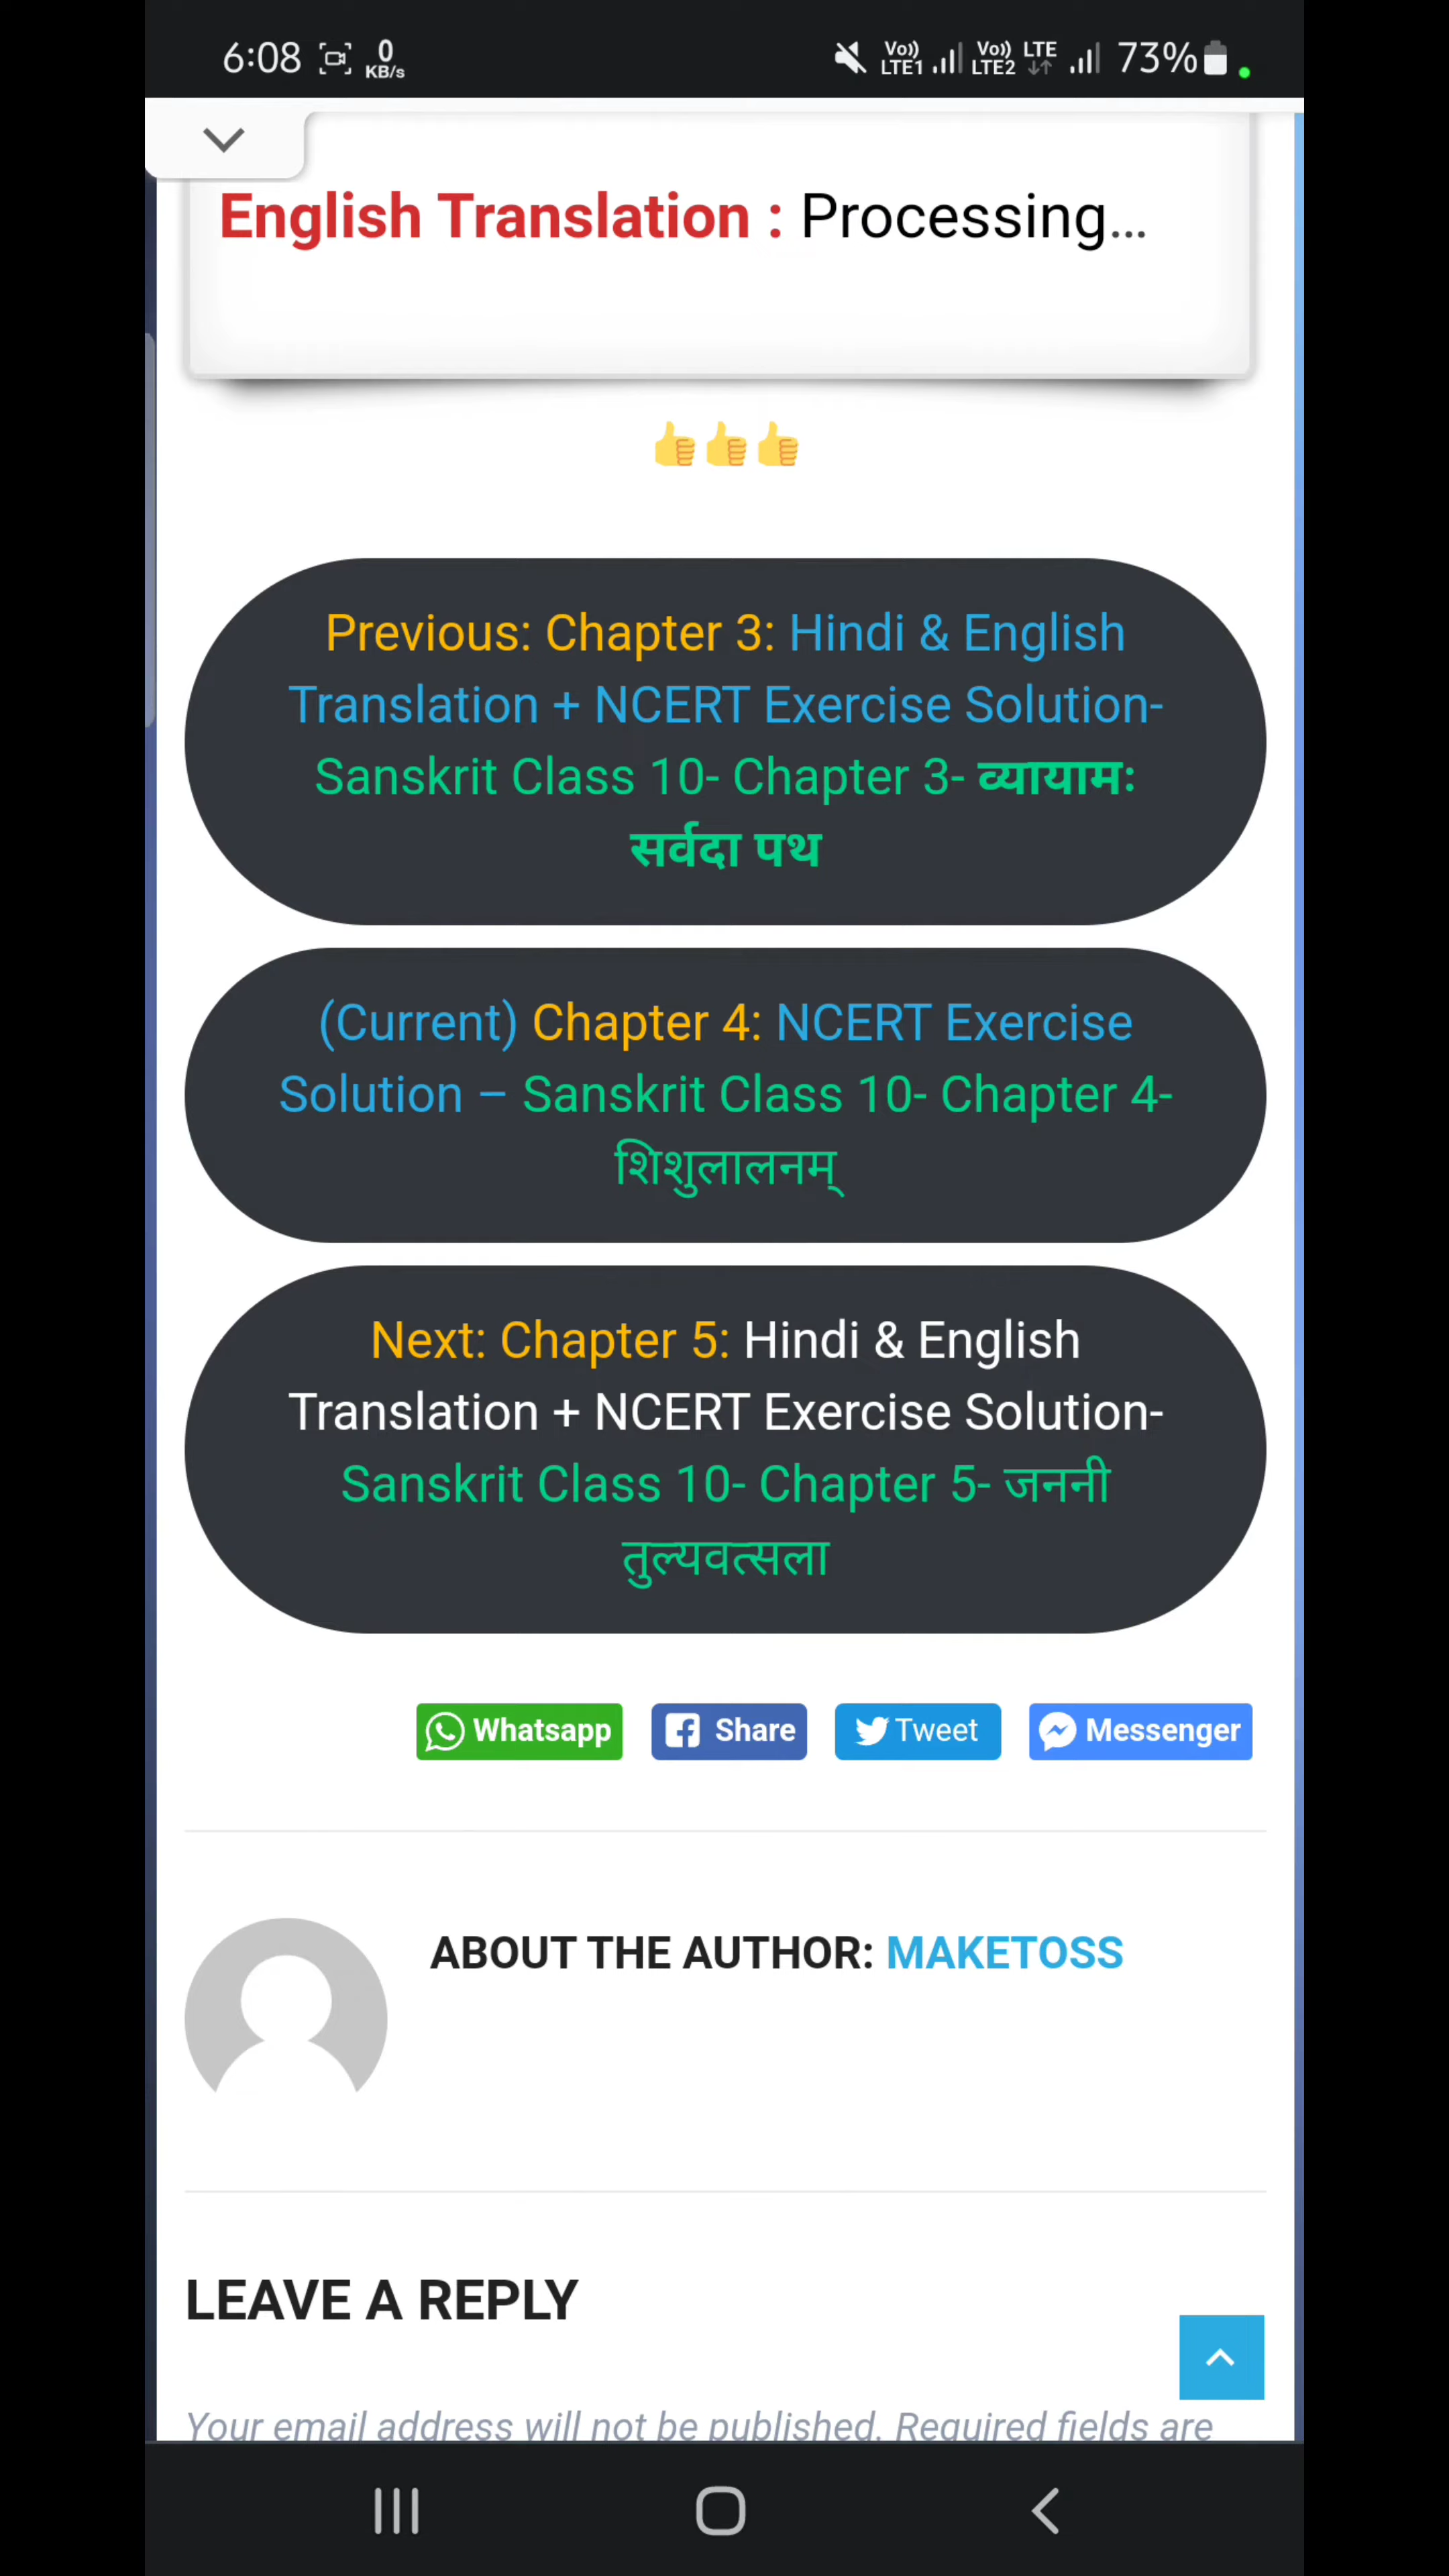 6:08 0 KB/s Vo)) LTE1 Vo)) LTE2 LTE 73%
English Translation : Processing...
👍👍👍
Previous: Chapter 3: Hindi & English
Translation + NCERT Exercise Solution-
Sanskrit Class 10- Chapter 3- व्यायामः
सर्वदा पथ
(Current) Chapter 4: NCERT Exercise
Solution – Sanskrit Class 10- Chapter 4-
शिशुलालनम्
Next: Chapter 5: Hindi & English
Translation + NCERT Exercise Solution-
Sanskrit Class 10- Chapter 5- जननी
तुल्यवत्सला
Whatsapp Share Tweet Messenger
ABOUT THE AUTHOR: MAKETOSS
LEAVE A REPLY
Your email address will not be published. Required fields are